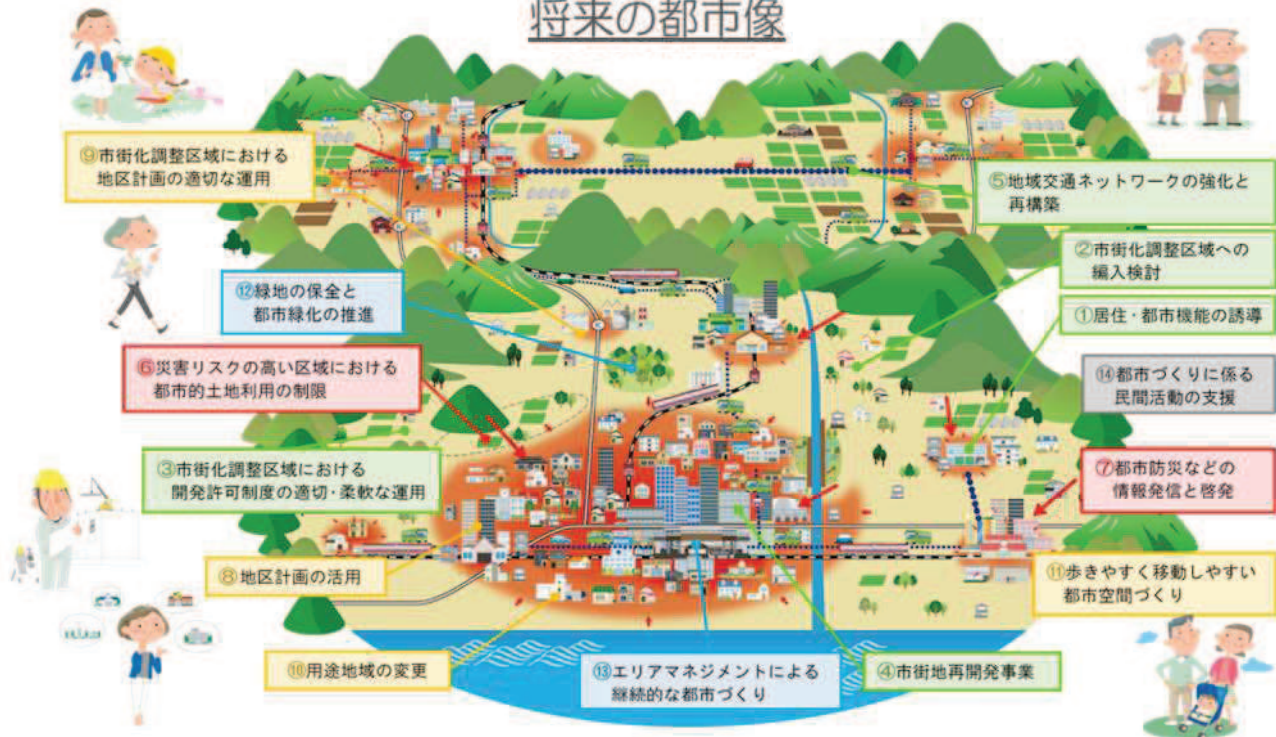 将来の都市像
⑨市街化調整区域における
地区計画の適切な運用
⑤地域交通ネットワークの強化と
再構築
②市街化調整区域への
編入検討
⑫緑地の保全と
都市緑化の推進
①居住・都市機能の誘導
⑥災害リスクの高い区域における
都市的土地利用の制限
⑭都市づくりに係る
民間活動の支援
③市街化調整区域における
開発許可制度の適切・柔軟な運用
⑦都市防災などの
情報発信と啓発
⑧地区計画の活用
⑪歩きやすく移動しやすい
都市空間づくり
⑩用途地域の変更
⑬エリアマネジメントによる
継続的な都市づくり
④市街地再開発事業